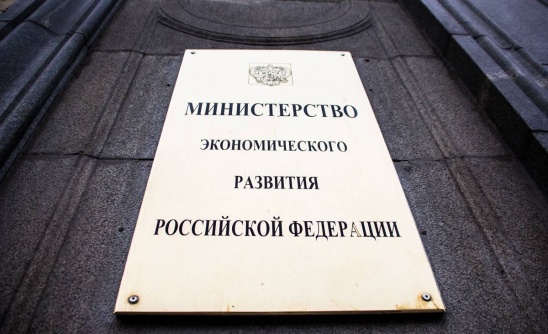 МИНИСТЕРСТВО
ЭКОНОМИЧЕСКОГО
РАЗВИТИЯ
РОССИЙСКОЙ ФЕДЕРАЦИИ